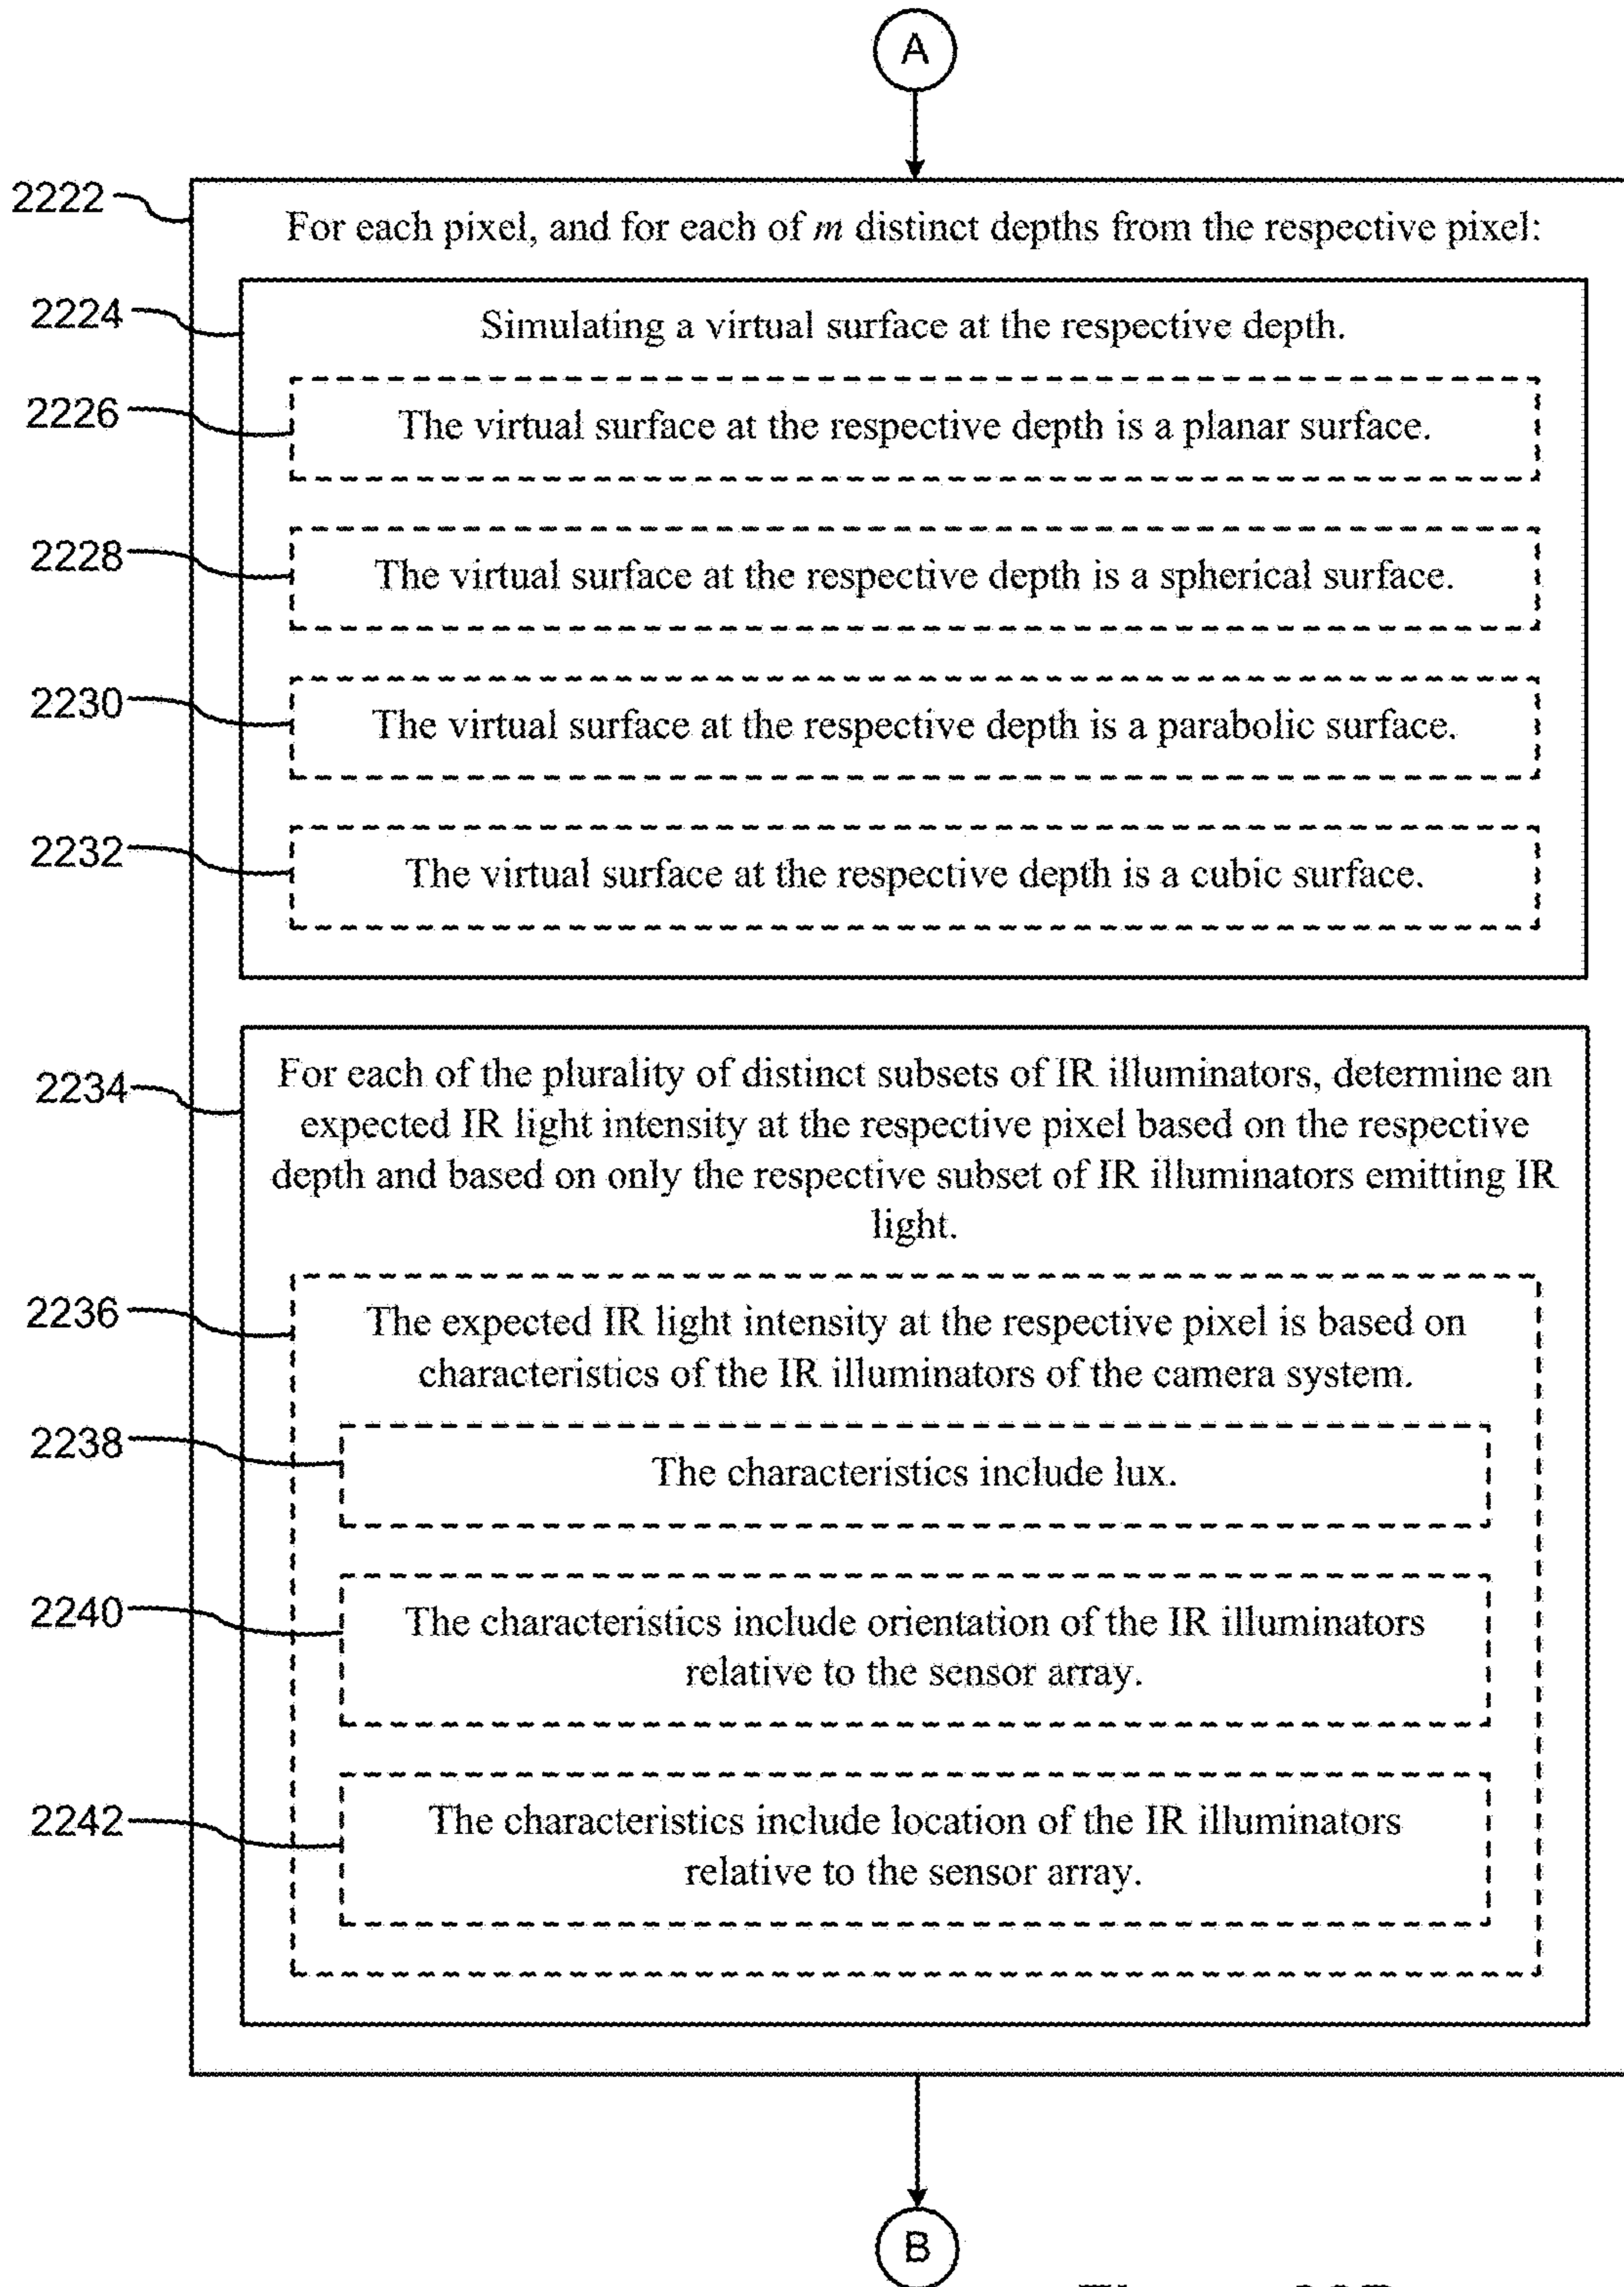 A
2222
For each pixel, and for each of m distinct depths from the respective pixel:
2224
Simulating a virtual surface at the respective depth.
2226
The virtual surface at the respective depth is a planar surface.
2228
The virtual surface at the respective depth is a spherical surface.
2230
The virtual surface at the respective depth is a parabolic surface.
2232
The virtual surface at the respective depth is a cubic surface.
2234
For each of the plurality of distinct subsets of IR illuminators, determine an
expected IR light intensity at the respective pixel based on the respective
depth and based on only the respective subset of IR illuminators emitting IR
light.
2236
The expected IR light intensity at the respective pixel is based on
characteristics of the IR illuminators of the camera system.
2238
The characteristics include lux.
2240
The characteristics include orientation of the IR illuminators
relative to the sensor array.
2242
The characteristics include location of the IR illuminators
relative to the sensor array.
B